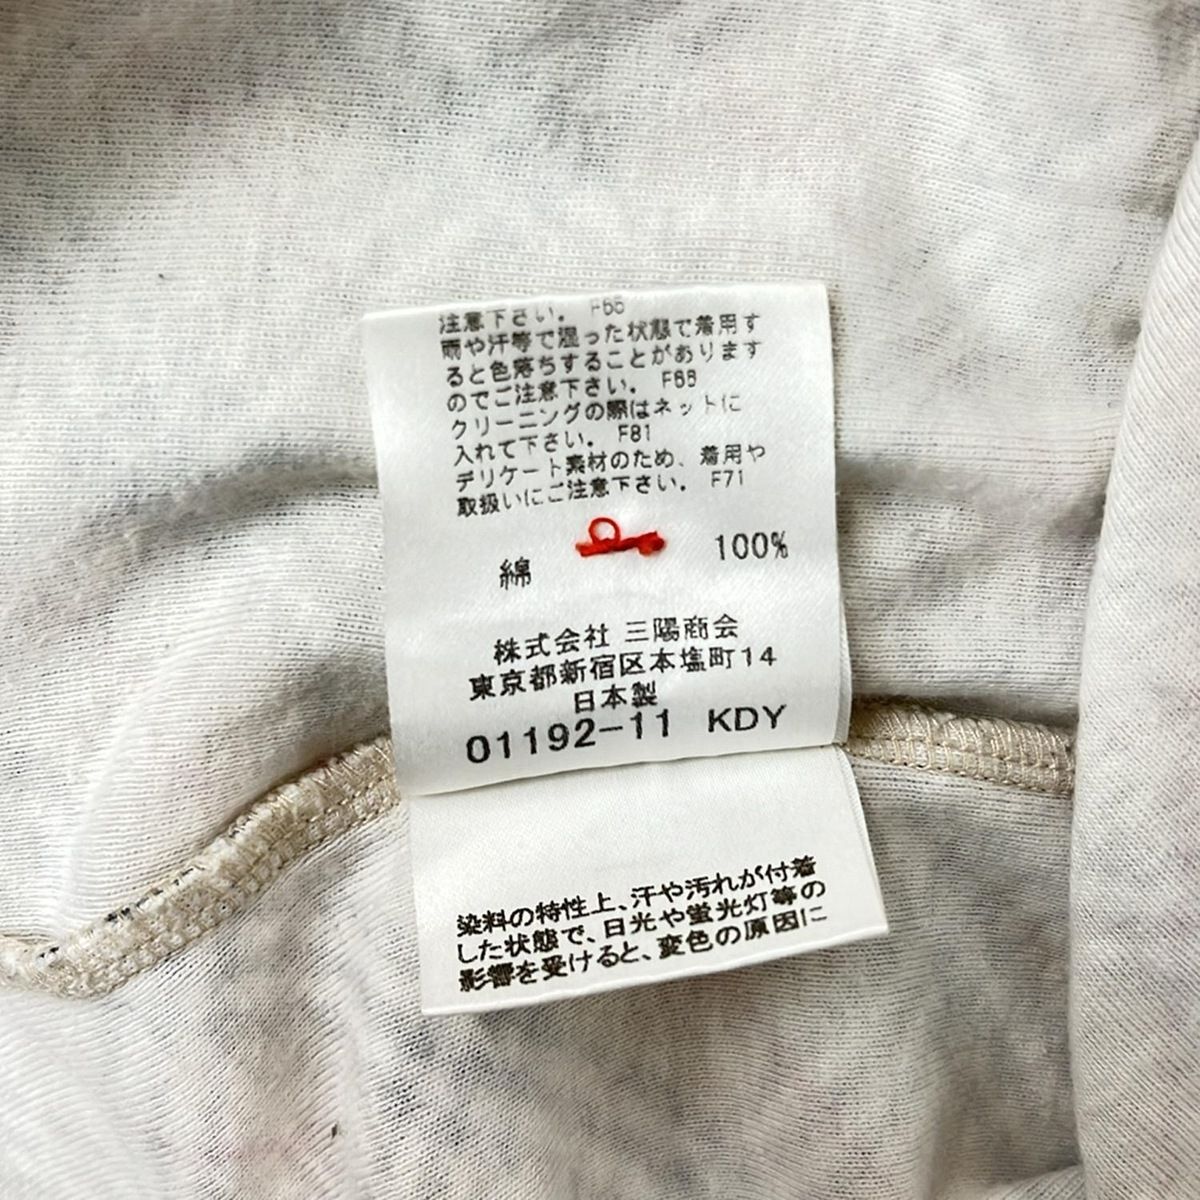 注意下さい。 F66
雨や汗等で湿った状態で着用す
ると色落ちすることがあります
のでご注意下さい。 F68
クリーニングの際はネットに
入れて下さい。 F81
デリケート素材のため、着用や
取扱いにご注意下さい。 F71
綿 100%
株式会社 三陽商会
東京都新宿区本塩町14
日本製
01192-11 KDY
染料の特性上、汗や汚れが付着
した状態で、日光や蛍光灯等の
影響を受けると、変色の原因に